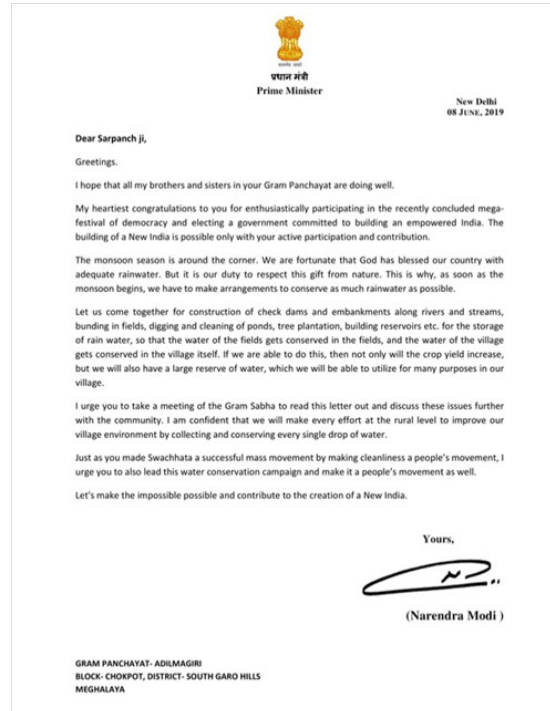 प्रधान मंत्री
Prime Minister
New Delhi
08 JUNE, 2019
Dear Sarpanch ji,
Greetings.
I hope that all my brothers and sisters in your Gram Panchayat are doing well.
My heartiest congratulations to you for enthusiastically participating in the recently concluded mega-
festival of democracy and electing a government committed to building an empowered India. The
building of a New India is possible only with your active participation and contribution.
The monsoon season is around the corner. We are fortunate that God has blessed our country with
adequate rainwater. But it is our duty to respect this gift from nature. This is why, as soon as the
monsoon begins, we have to make arrangements to conserve as much rainwater as possible.
Let us come together for construction of check dams and embankments along rivers and streams,
bunding in fields, digging and cleaning of ponds, tree plantation, building reservoirs etc. for the storage
of rain water, so that the water of the fields gets conserved in the fields, and the water of the village
gets conserved in the village itself. If we are able to do this, then not only will the crop yield increase,
but we will also have a large reserve of water, which we will be able to utilize for many purposes in our
village.
I urge you to take a meeting of the Gram Sabha to read this letter out and discuss these issues further
with the community. I am confident that we will make every effort at the rural level to improve our
village environment by collecting and conserving every single drop of water.
Just as you made Swachhata a successful mass movement by making cleanliness a people's movement, I
urge you to also lead this water conservation campaign and make it a people's movement as well.
Let's make the impossible possible and contribute to the creation of a New India.
Yours,
(Narendra Modi )
GRAM PANCHAYAT- ADILMAGIRI
BLOCK- CHOKPOT, DISTRICT- SOUTH GARO HILLS
MEGHALAYA